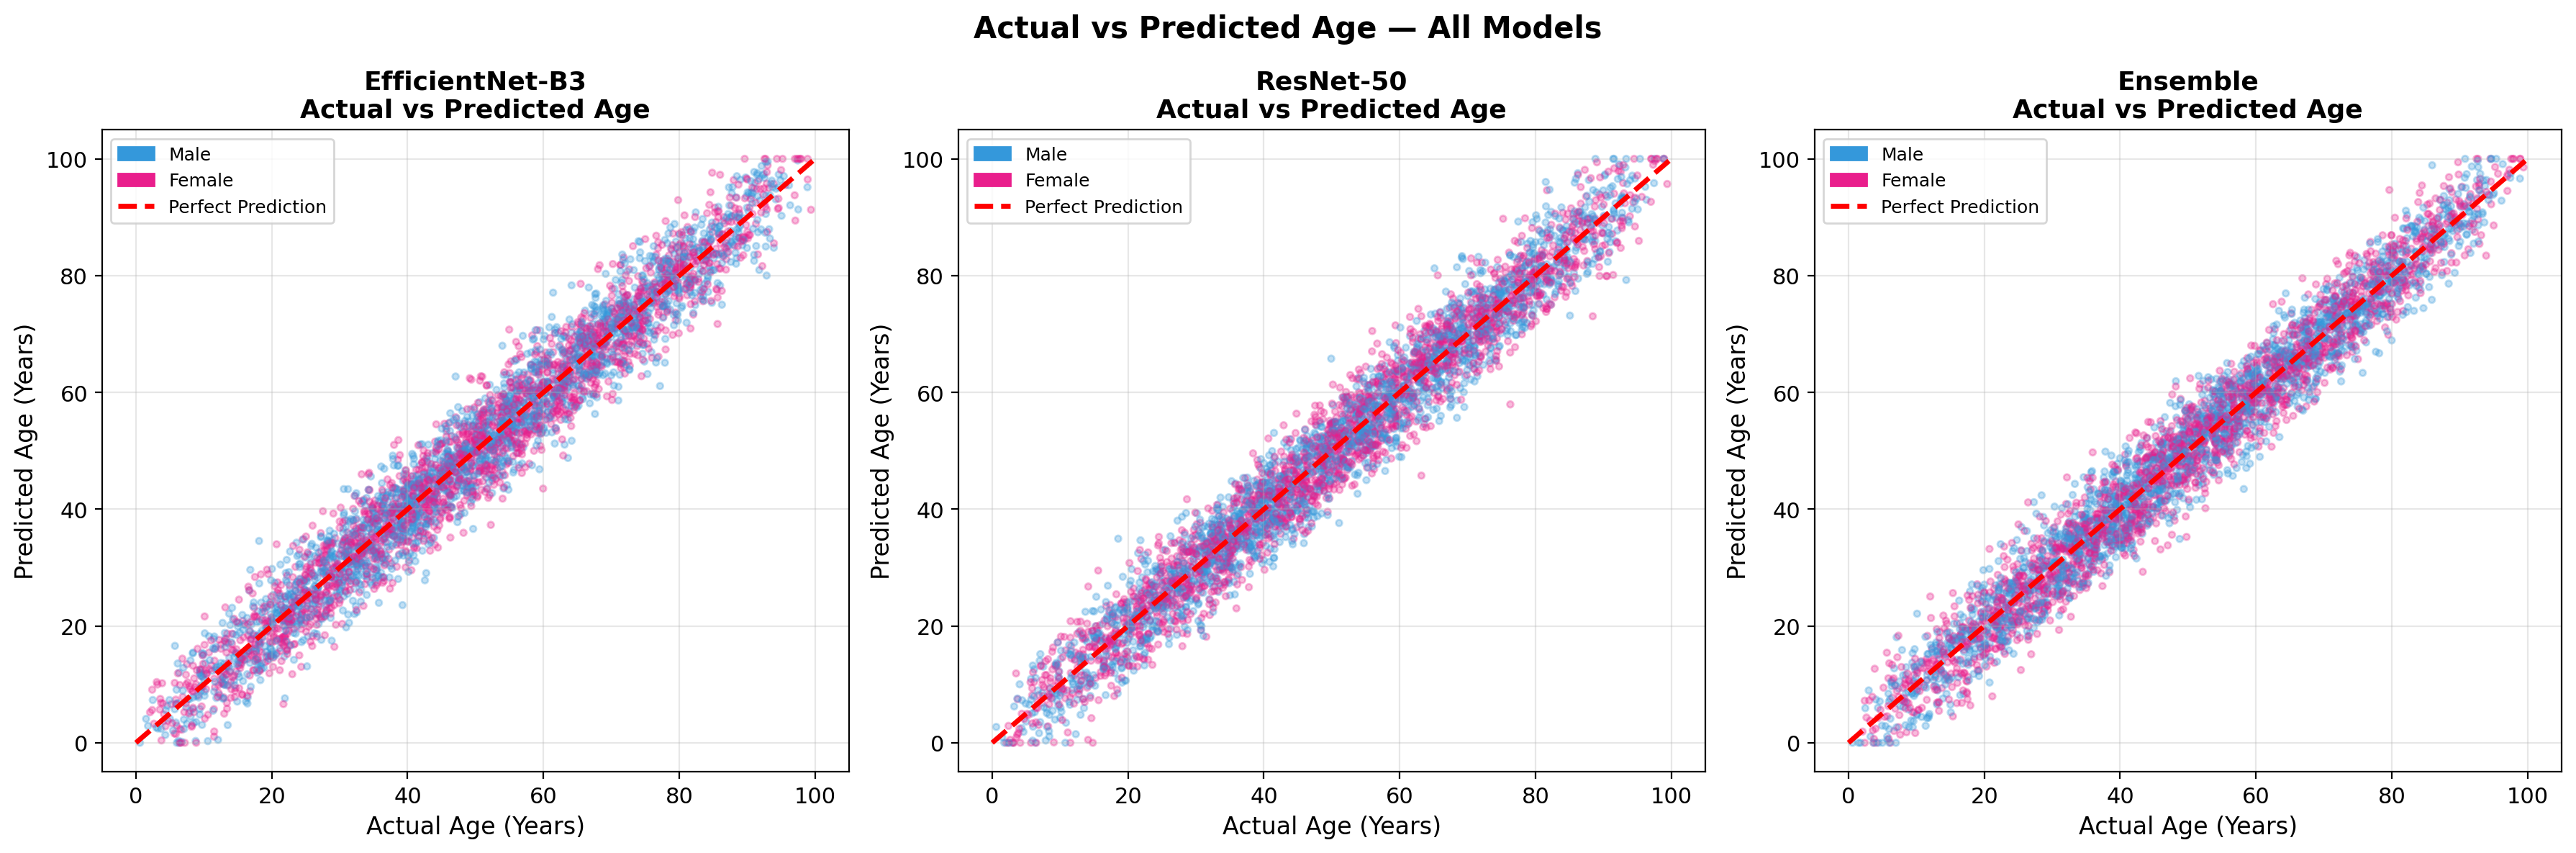 Actual vs Predicted Age — All Models
EfficientNet-B3
Actual vs Predicted Age
Male
Female
Perfect Prediction
100
80
60
40
20
0
Predicted Age (Years)
0 20 40 60 80 100
Actual Age (Years)
ResNet-50
Actual vs Predicted Age
Male
Female
Perfect Prediction
100
80
60
40
20
0
Predicted Age (Years)
0 20 40 60 80 100
Actual Age (Years)
Ensemble
Actual vs Predicted Age
Male
Female
Perfect Prediction
100
80
60
40
20
0
Predicted Age (Years)
0 20 40 60 80 100
Actual Age (Years)